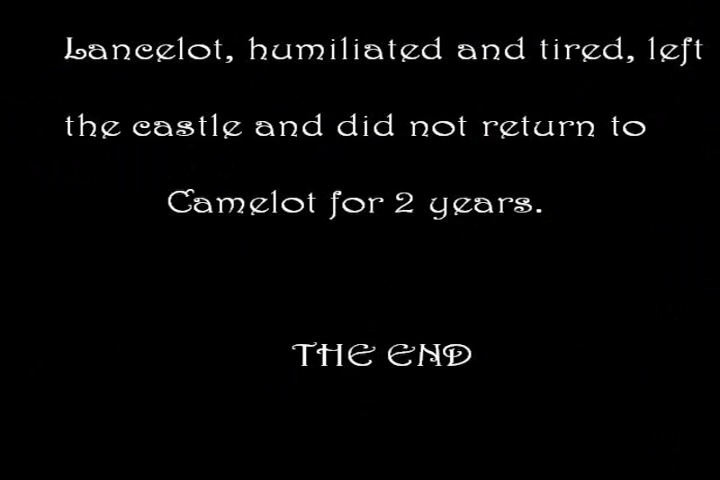 Lancelot, humiliated and tired, left
the castle and did not return to
Camelot for 2 years.
THE END